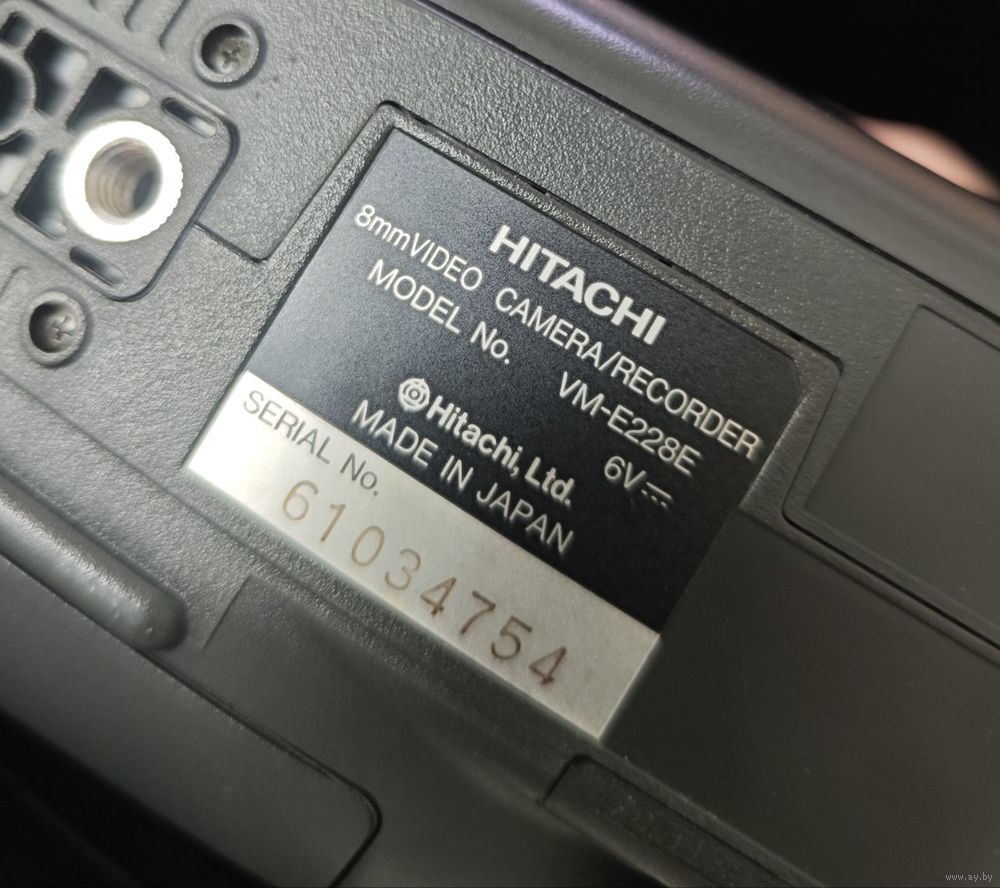 HITACHI
8mmVIDEO CAMERA/RECORDER
MODEL No. VM-E228E
6V⎓
Hitachi, Ltd.
MADE IN JAPAN
SERIAL No.
61034754
www.ay.by